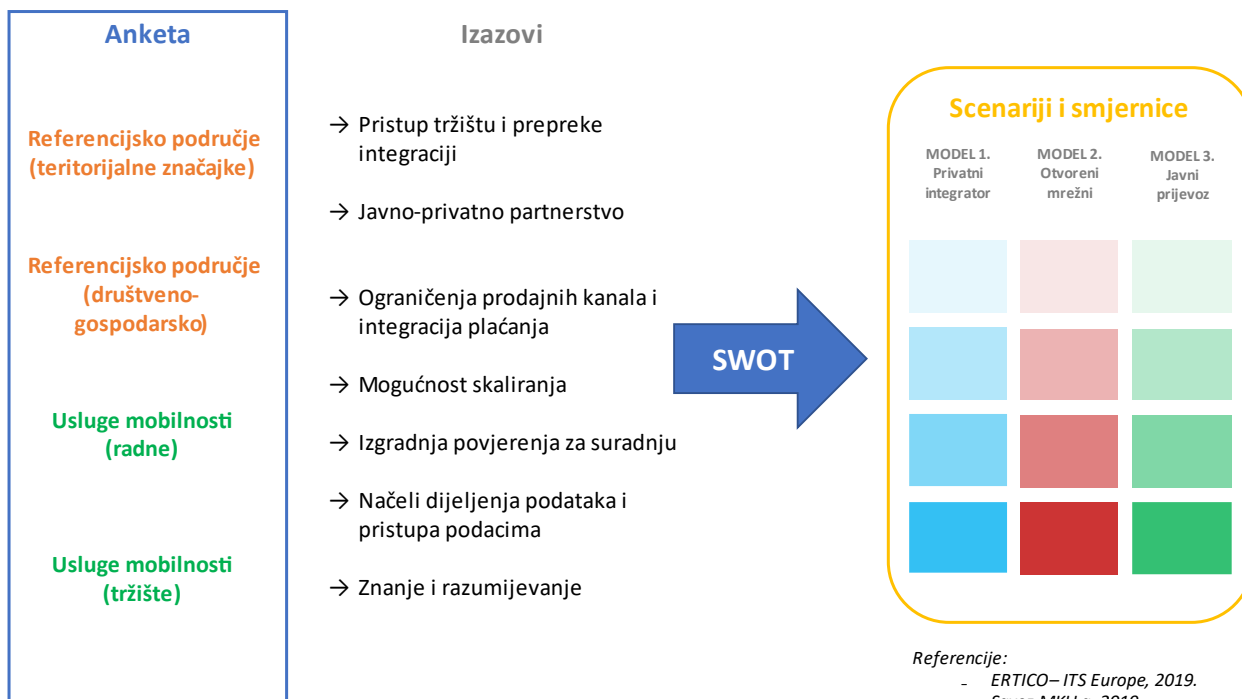 Anketa
Referencijsko područje
(teritorijalne značajke)
Referencijsko područje
(društveno-
gospodarsko)
Usluge mobilnosti
(radne)
Usluge mobilnosti
(tržište)
Izazovi
→ Pristup tržištu i prepreke
integraciji
→ Javno-privatno partnerstvo
→ Ograničenja prodajnih kanala i
integracija plaćanja
→ Mogućnost skaliranja
→ Izgradnja povjerenja za suradnju
→ Načeli dijeljenja podataka i
pristupa podacima
→ Znanje i razumijevanje
SWOT
Scenariji i smjernice
MODEL 1.
Privatni
integrator
MODEL 2.
Otvoreni
mrežni
MODEL 3.
Javni
prijevoz
Referencije:
- ERTICO– ITS Europe, 2019.